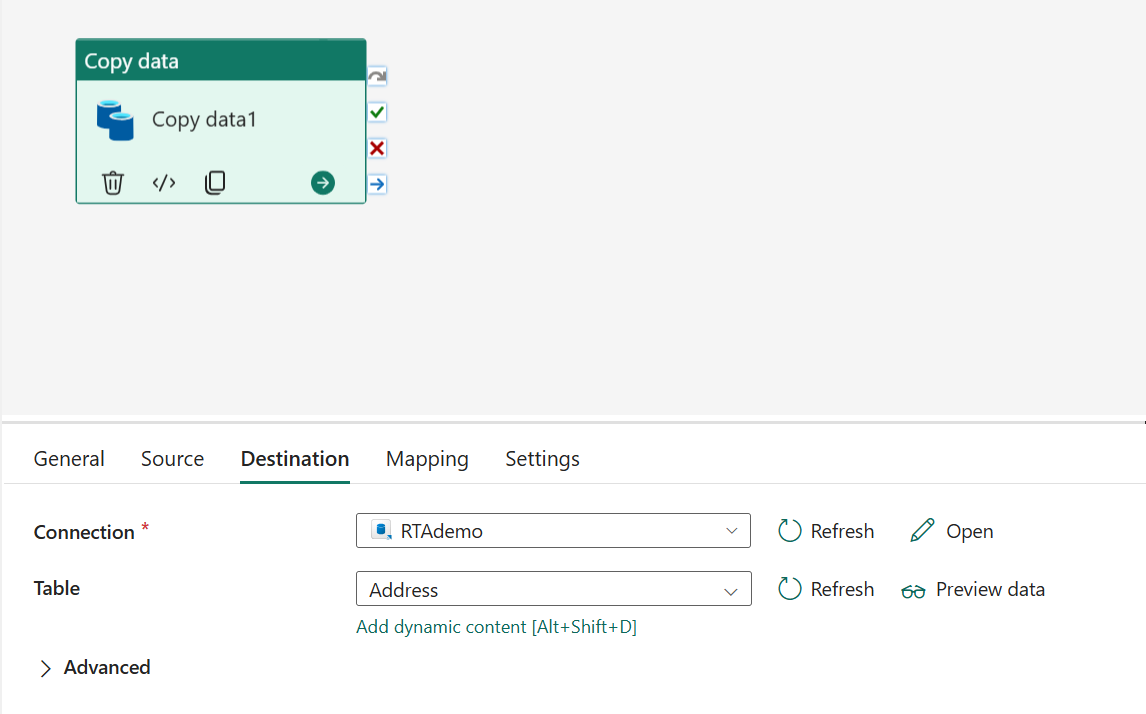 Copy data
Copy data1
General Source Destination Mapping Settings
Connection * RTAdemo Refresh Open
Table Address Refresh Preview data
Add dynamic content [Alt+Shift+D]
Advanced